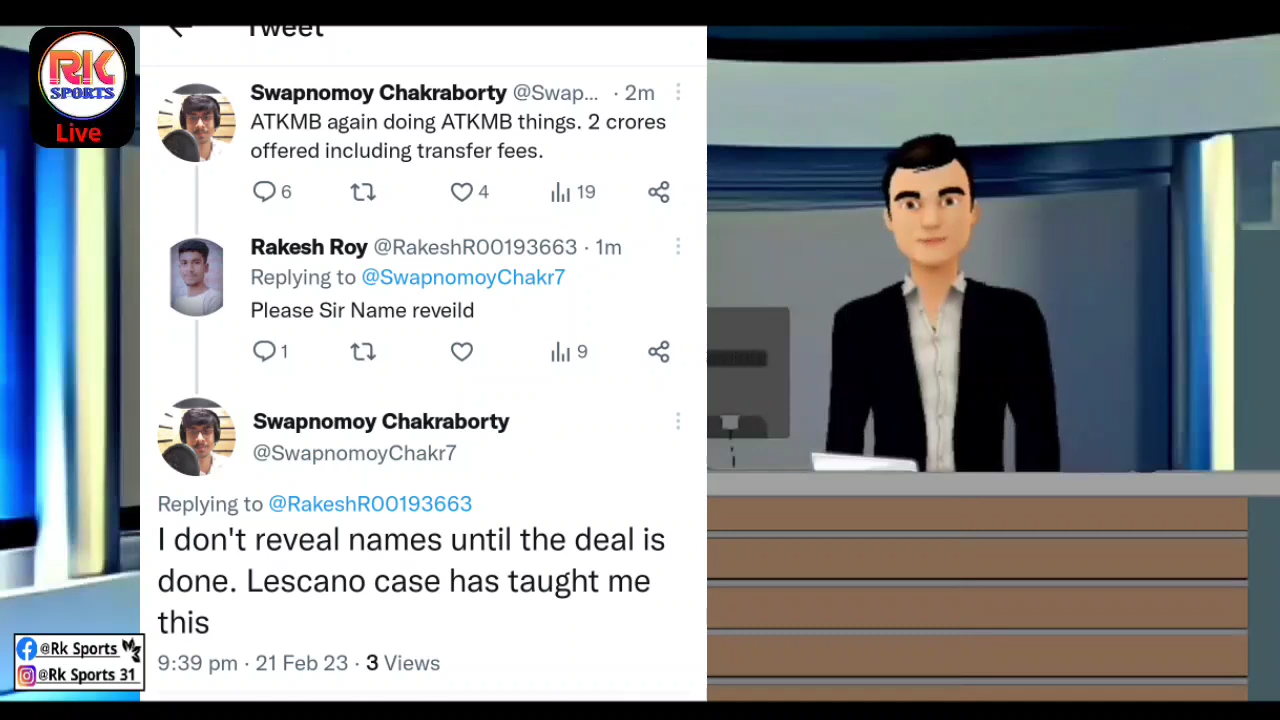 RK
SPORTS
Live
Tweet
Swapnomoy Chakraborty @Swap... · 2m
ATKMB again doing ATKMB things. 2 crores
offered including transfer fees.
6 4 19
Rakesh Roy @RakeshR00193663 · 1m
Replying to @SwapnomoyChakr7
Please Sir Name reveild
1 9
Swapnomoy Chakraborty
@SwapnomoyChakr7
Replying to @RakeshR00193663
I don't reveal names until the deal is
done. Lescano case has taught me
this
9:39 pm · 21 Feb 23 · 3 Views
@Rk Sports
@Rk Sports 31